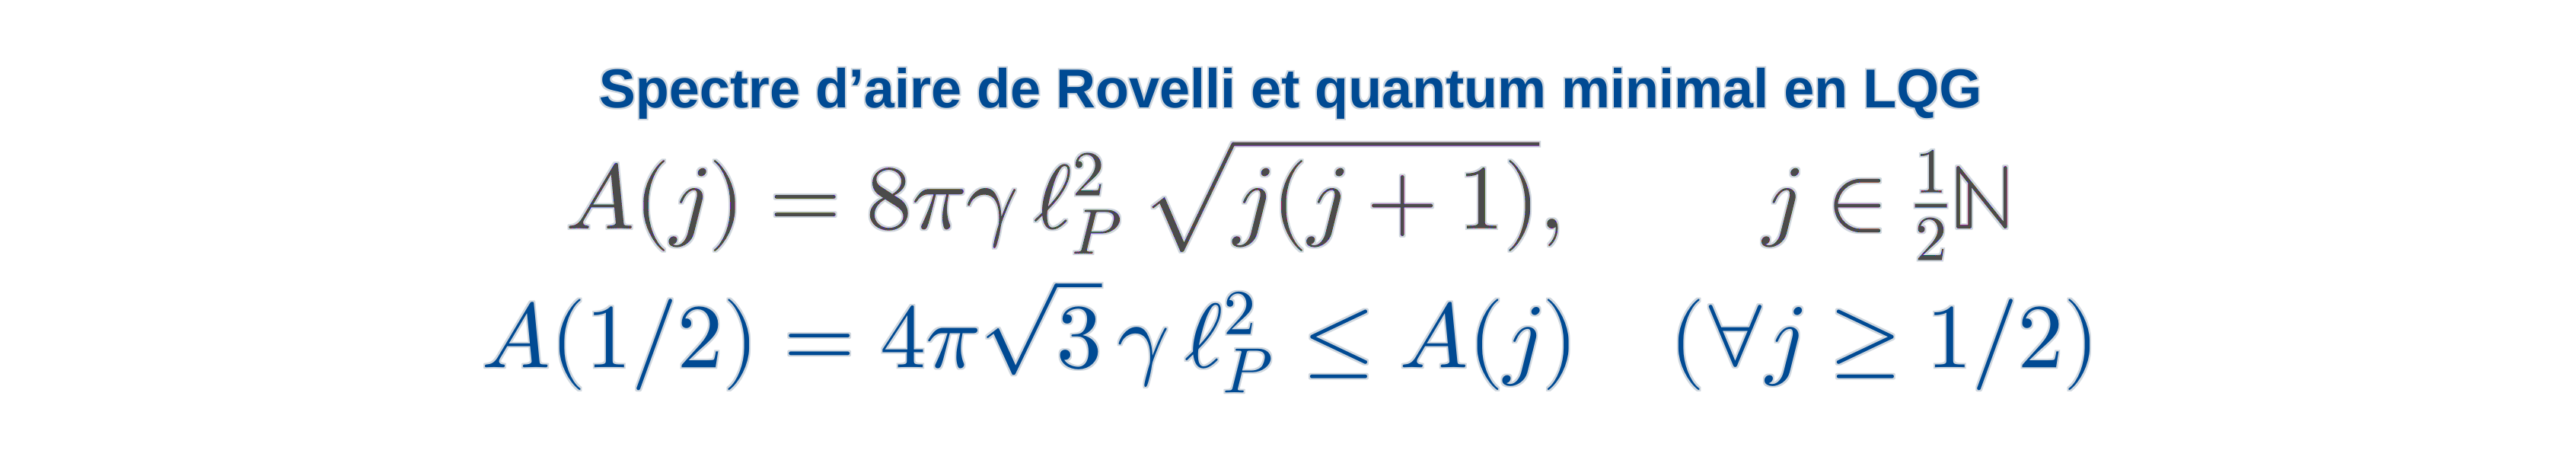 Spectre d’aire de Rovelli et quantum minimal en LQG
A(j) = 8πγ ℓ_P^2 √(j(j + 1)), j ∈ ½ℕ
A(1/2) = 4π√3 γ ℓ_P^2 ≤ A(j) (∀j ≥ 1/2)